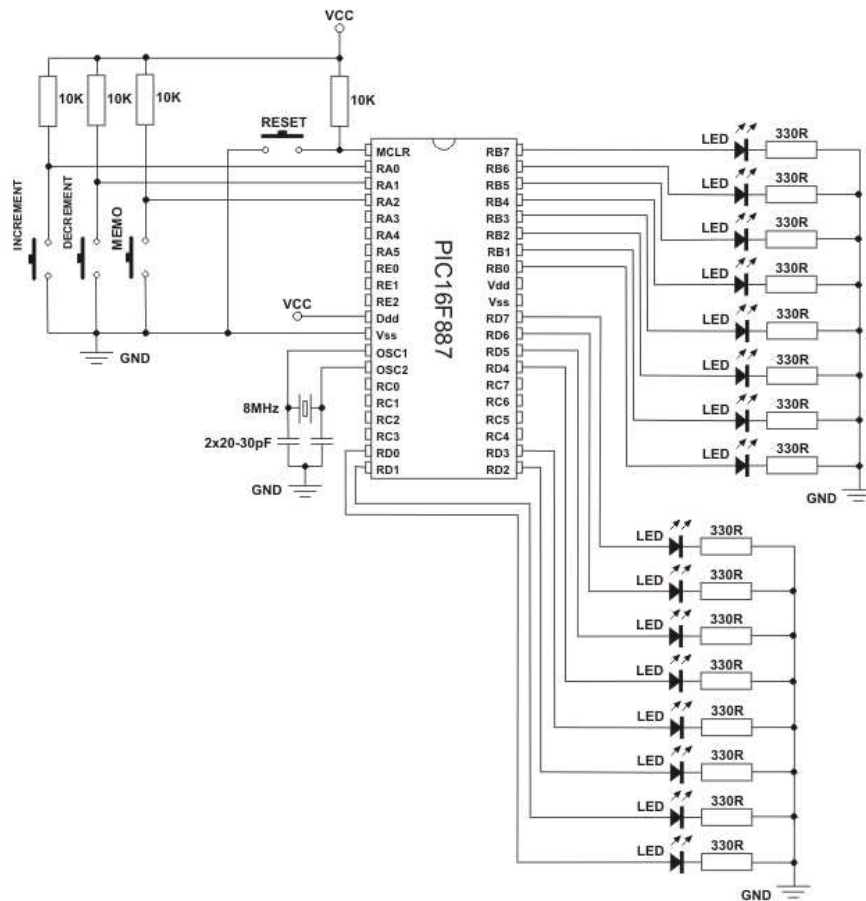 VCC
10K
10K
10K
10K
RESET
INCREMENT
DECREMENT
MEMO
MCLR
RA0
RA1
RA2
RA3
RA4
RA5
RE0
RE1
RE2
Ddd
Vss
OSC1
OSC2
RC0
RC1
RC2
RC3
RD0
RD1
PIC16F887
RB7
RB6
RB5
RB4
RB3
RB2
RB1
RB0
Vdd
Vss
RD7
RD6
RD5
RD4
RC7
RC6
RC5
RC4
RD3
RD2
VCC
GND
8MHz
2x20-30pF
GND
LED 330R
LED 330R
LED 330R
LED 330R
LED 330R
LED 330R
LED 330R
LED 330R
GND
LED 330R
LED 330R
LED 330R
LED 330R
LED 330R
LED 330R
LED 330R
LED 330R
GND